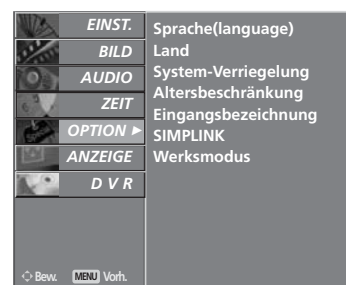 EINST.
BILD
AUDIO
ZEIT
OPTION ►
ANZEIGE
D V R
Sprache(language)
Land
System-Verriegelung
Altersbeschränkung
Eingangsbezeichnung
SIMPLINK
Werksmodus
Bew. MENU Vorh.